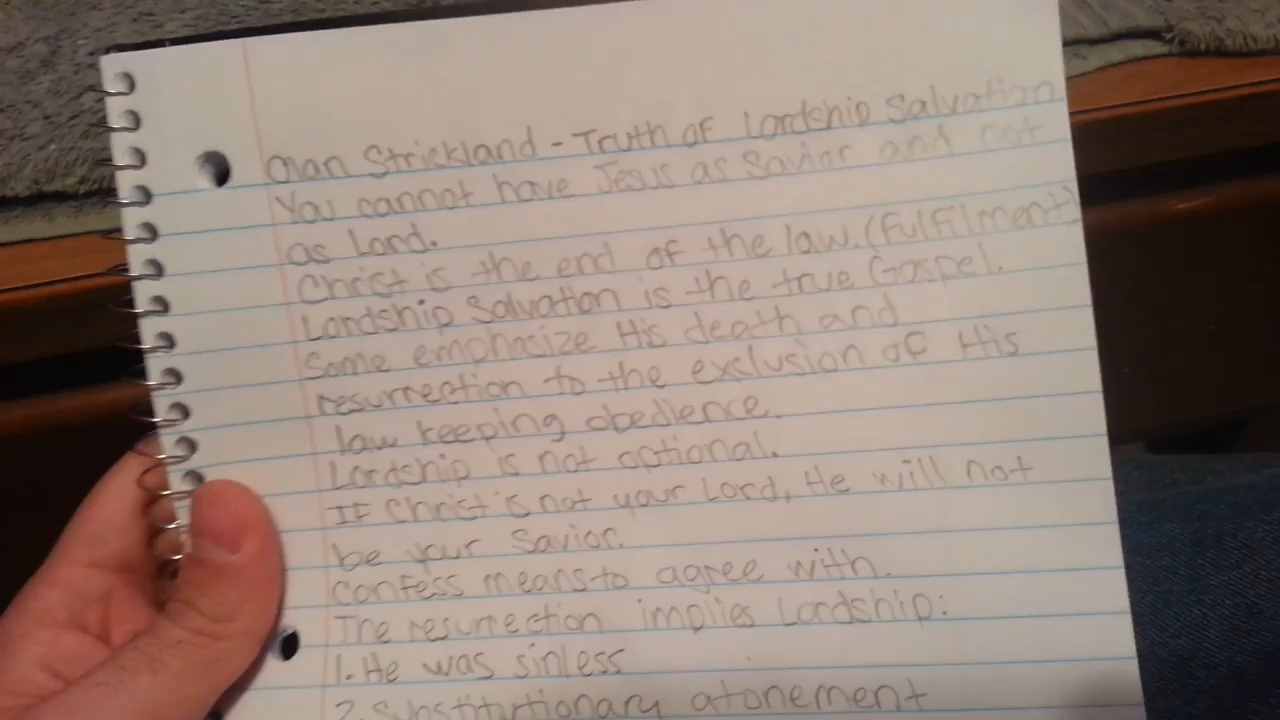 Strickland - Truth of Lordship Salvation
You cannot have Jesus as Savior and not
as Lord.
Christ is the end of the law. (fulfilment)
Lordship Salvation is the true Gospel.
Some emphasize His death and
resurrection to the exclusion of His
law keeping obedience.
Lordship is not optional.
If Christ is not your Lord, He will not
be your Savior.
Confess means to agree with.
The resurrection implies Lordship:
1. He was sinless
2. Substitutionary atonement